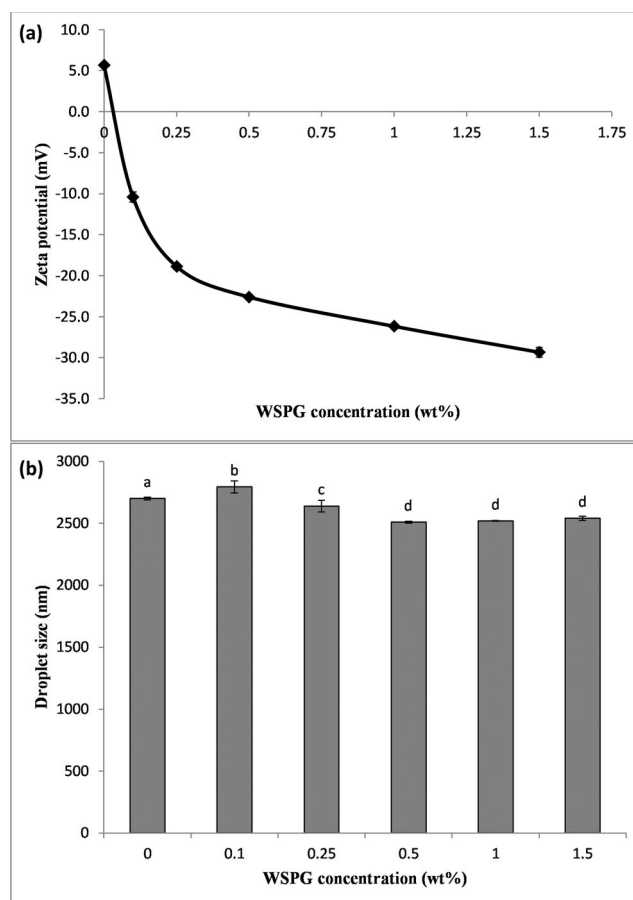 (a)
10.0
5.0
0.0
0 0.25 0.5 0.75 1 1.25 1.5 1.75
-5.0
-10.0
-15.0
-20.0
-25.0
-30.0
-35.0
Zeta potential (mV)
WSPG concentration (wt%)
(b)
3000
2500
2000
1500
1000
500
0
Droplet size (nm)
a b c d d d
0 0.1 0.25 0.5 1 1.5
WSPG concentration (wt%)